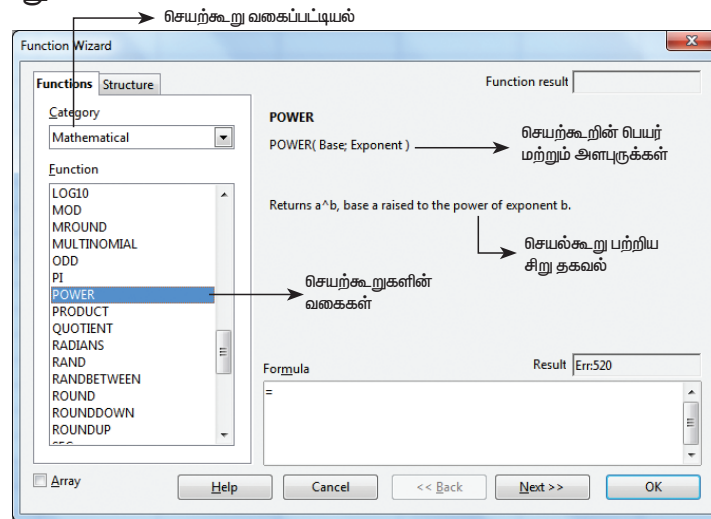 செயற்கூறு வகைப்பட்டியல்
Function Wizard
Functions Structure
Function result
Category
Mathematical
POWER
POWER( Base; Exponent )
செயற்கூறின் பெயர்
மற்றும் அளபுருக்கள்
Function
LOG10
MOD
MROUND
MULTINOMIAL
ODD
PI
POWER
PRODUCT
QUOTIENT
RADIANS
RAND
RANDBETWEEN
ROUND
ROUNDDOWN
ROUNDUP
Returns a^b, base a raised to the power of exponent b.
செயல்கூறு பற்றிய
சிறு தகவல்
செயற்கூறுகளின்
வகைகள்
Formula
Result Err:520
=
Array
Help
Cancel
<< Back
Next >>
OK